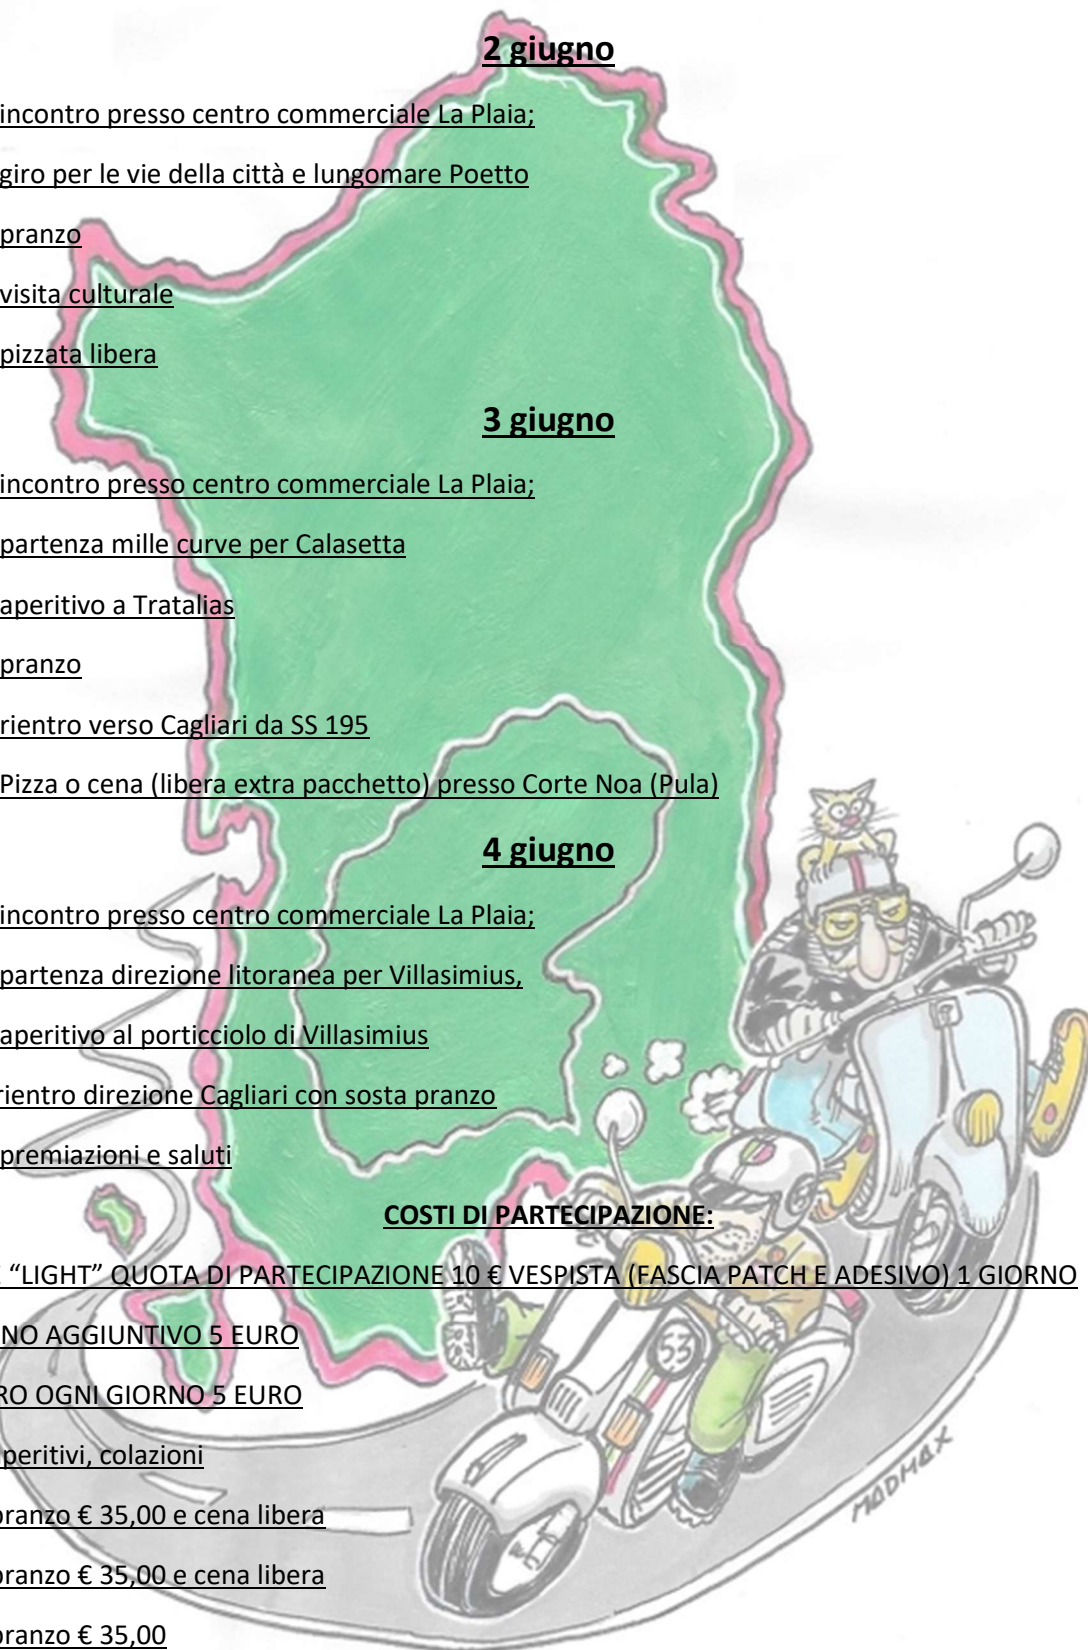 2 giugno
incontro presso centro commerciale La Plaia;
giro per le vie della città e lungomare Poetto
pranzo
visita culturale
pizzata libera
3 giugno
incontro presso centro commerciale La Plaia;
partenza mille curve per Calasetta
aperitivo a Tratalias
pranzo
rientro verso Cagliari da SS 195
Pizza o cena (libera extra pacchetto) presso Corte Noa (Pula)
4 giugno
incontro presso centro commerciale La Plaia;
partenza direzione litoranea per Villasimius,
aperitivo al porticciolo di Villasimius
rientro direzione Cagliari con sosta pranzo
premiazioni e saluti
COSTI DI PARTECIPAZIONE:
“LIGHT” QUOTA DI PARTECIPAZIONE 10 € VESPISTA (FASCIA PATCH E ADESIVO) 1 GIORNO
NO AGGIUNTIVO 5 EURO
RO OGNI GIORNO 5 EURO
peritivi, colazioni
pranzo € 35,00 e cena libera
pranzo € 35,00 e cena libera
pranzo € 35,00
53
MADMAX